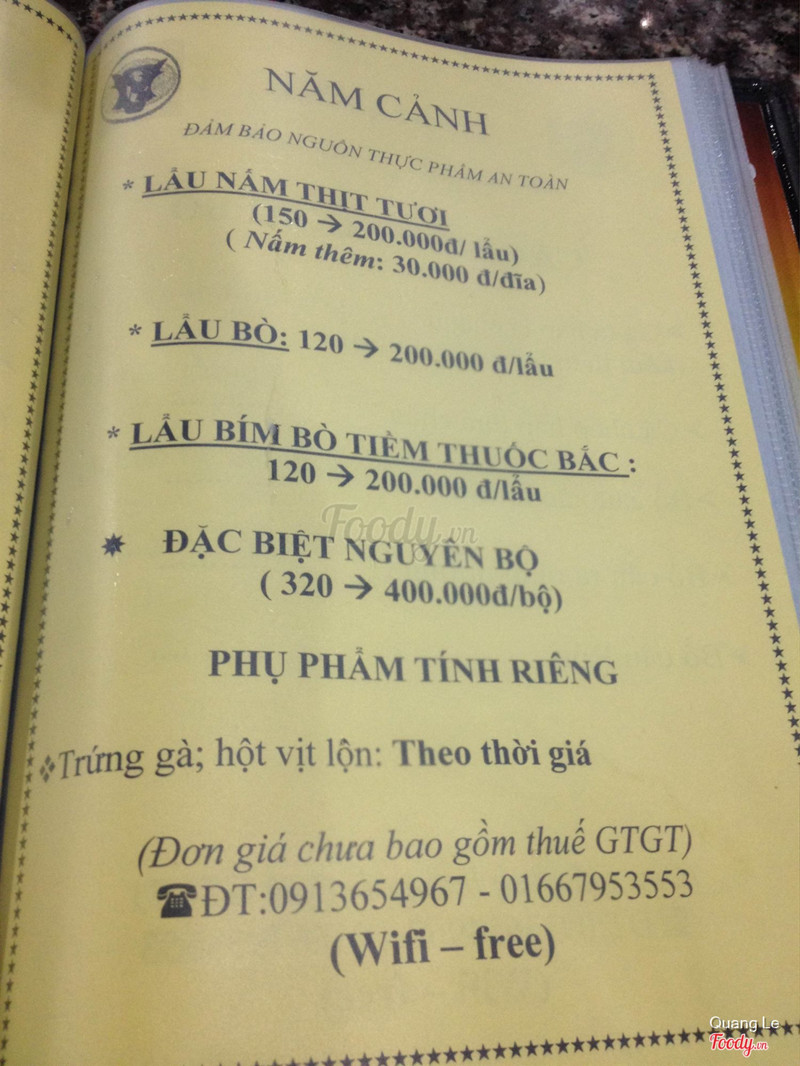 NĂM CẢNH
ĐẢM BẢO NGUỒN THỰC PHẨM AN TOÀN
* LẨU NẤM THỊT TƯƠI
(150 → 200.000đ/ lẩu)
( Nấm thêm: 30.000 đ/đĩa)
* LẨU BÒ: 120 → 200.000 đ/lẩu
* LẨU BÍM BÒ TIỀM THUỐC BẮC :
120 → 200.000 đ/lẩu
Foody.vn
✷ ĐẶC BIỆT NGUYÊN BỘ
( 320 → 400.000đ/bộ)
PHỤ PHẨM TÍNH RIÊNG
❖Trứng gà; hột vịt lộn: Theo thời giá
(Đơn giá chưa bao gồm thuế GTGT)
☎ĐT:0913654967 - 01667953553
(Wifi – free)
Quang Le
Foody.vn